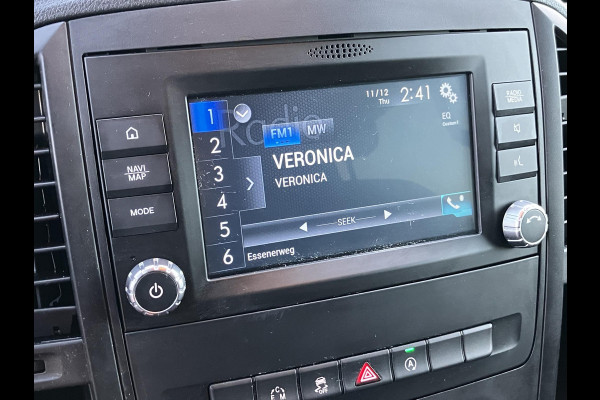 Radio
11/12
Thu
2:41
1
2
3
4
5
6
FM1
MW
EQ
VERONICA
VERONICA
SEEK
Essenerweg
NAVI
MAP
MODE
RADIO
MEDIA
A